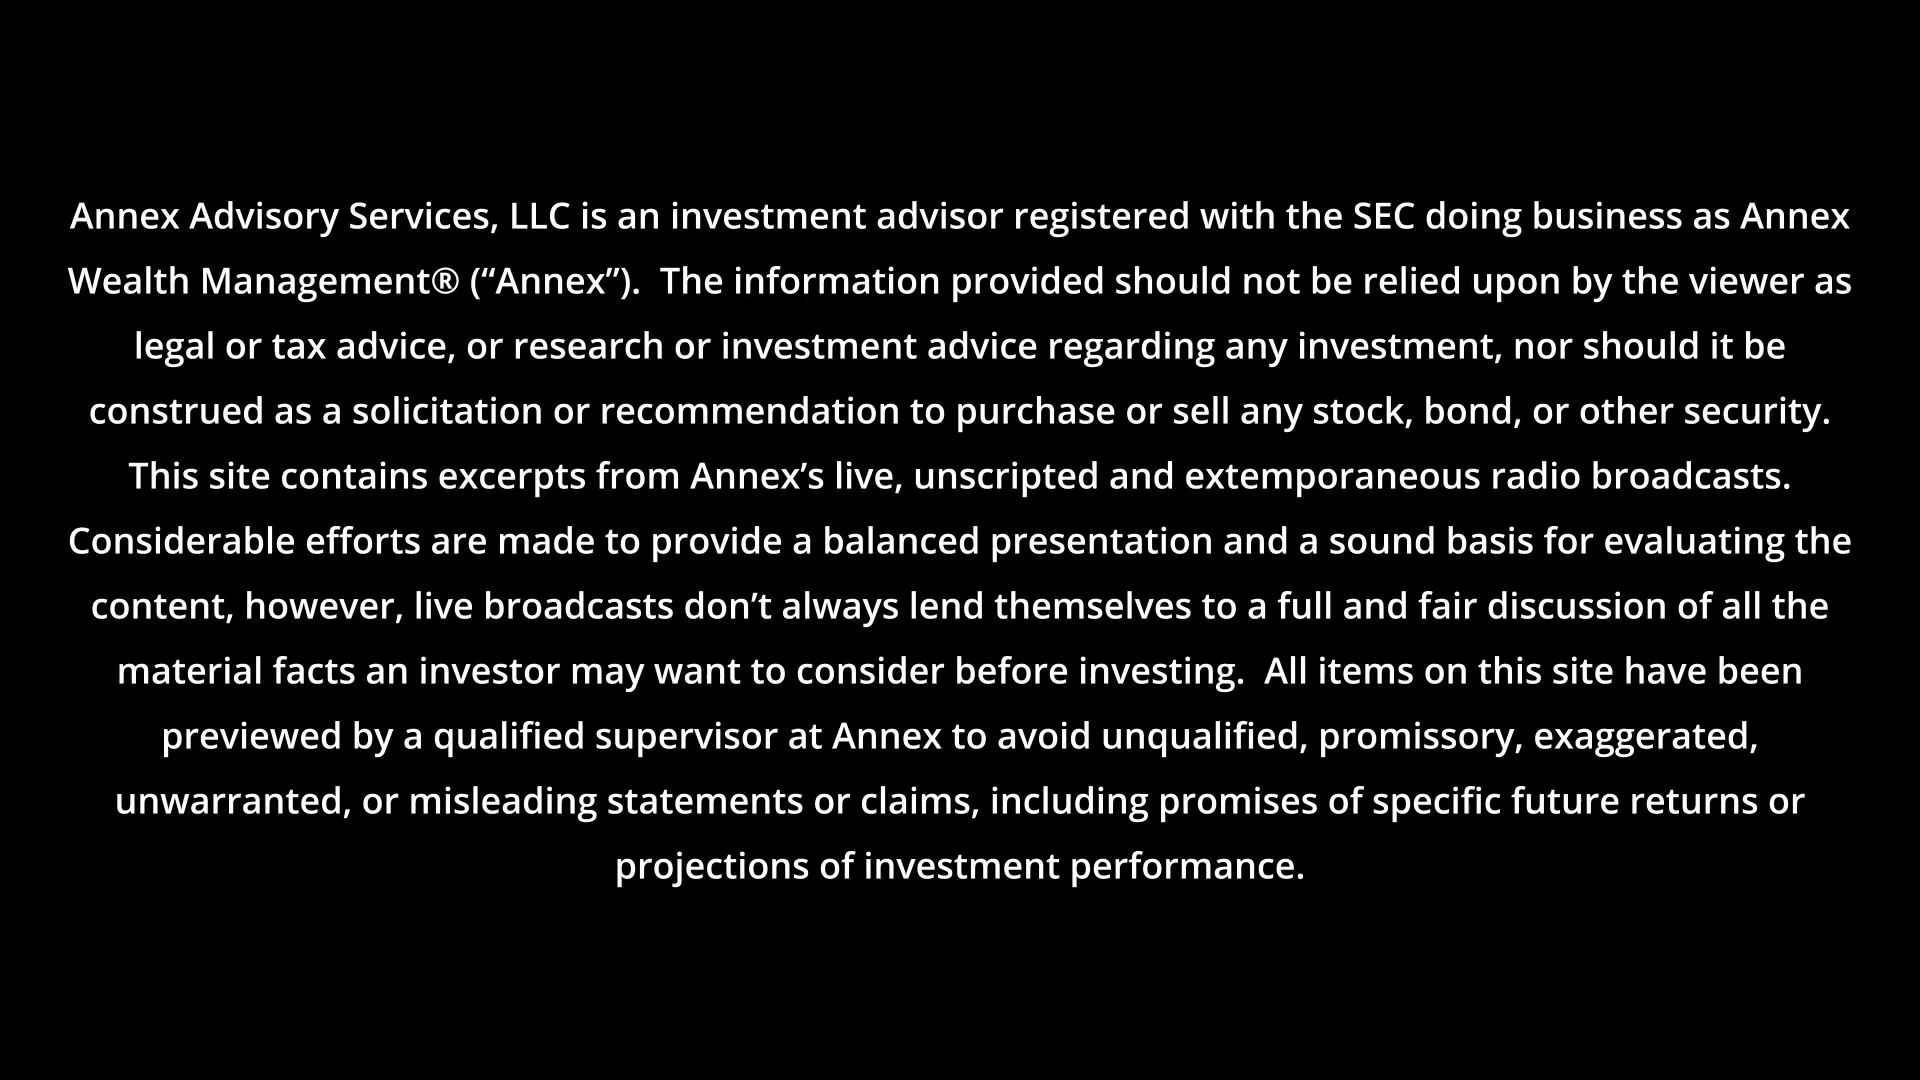 Annex Advisory Services, LLC is an investment advisor registered with the SEC doing business as Annex
Wealth Management® (“Annex”).  The information provided should not be relied upon by the viewer as
legal or tax advice, or research or investment advice regarding any investment, nor should it be
construed as a solicitation or recommendation to purchase or sell any stock, bond, or other security.
This site contains excerpts from Annex’s live, unscripted and extemporaneous radio broadcasts.
Considerable efforts are made to provide a balanced presentation and a sound basis for evaluating the
content, however, live broadcasts don’t always lend themselves to a full and fair discussion of all the
material facts an investor may want to consider before investing.  All items on this site have been
previewed by a qualified supervisor at Annex to avoid unqualified, promissory, exaggerated,
unwarranted, or misleading statements or claims, including promises of specific future returns or
projections of investment performance.